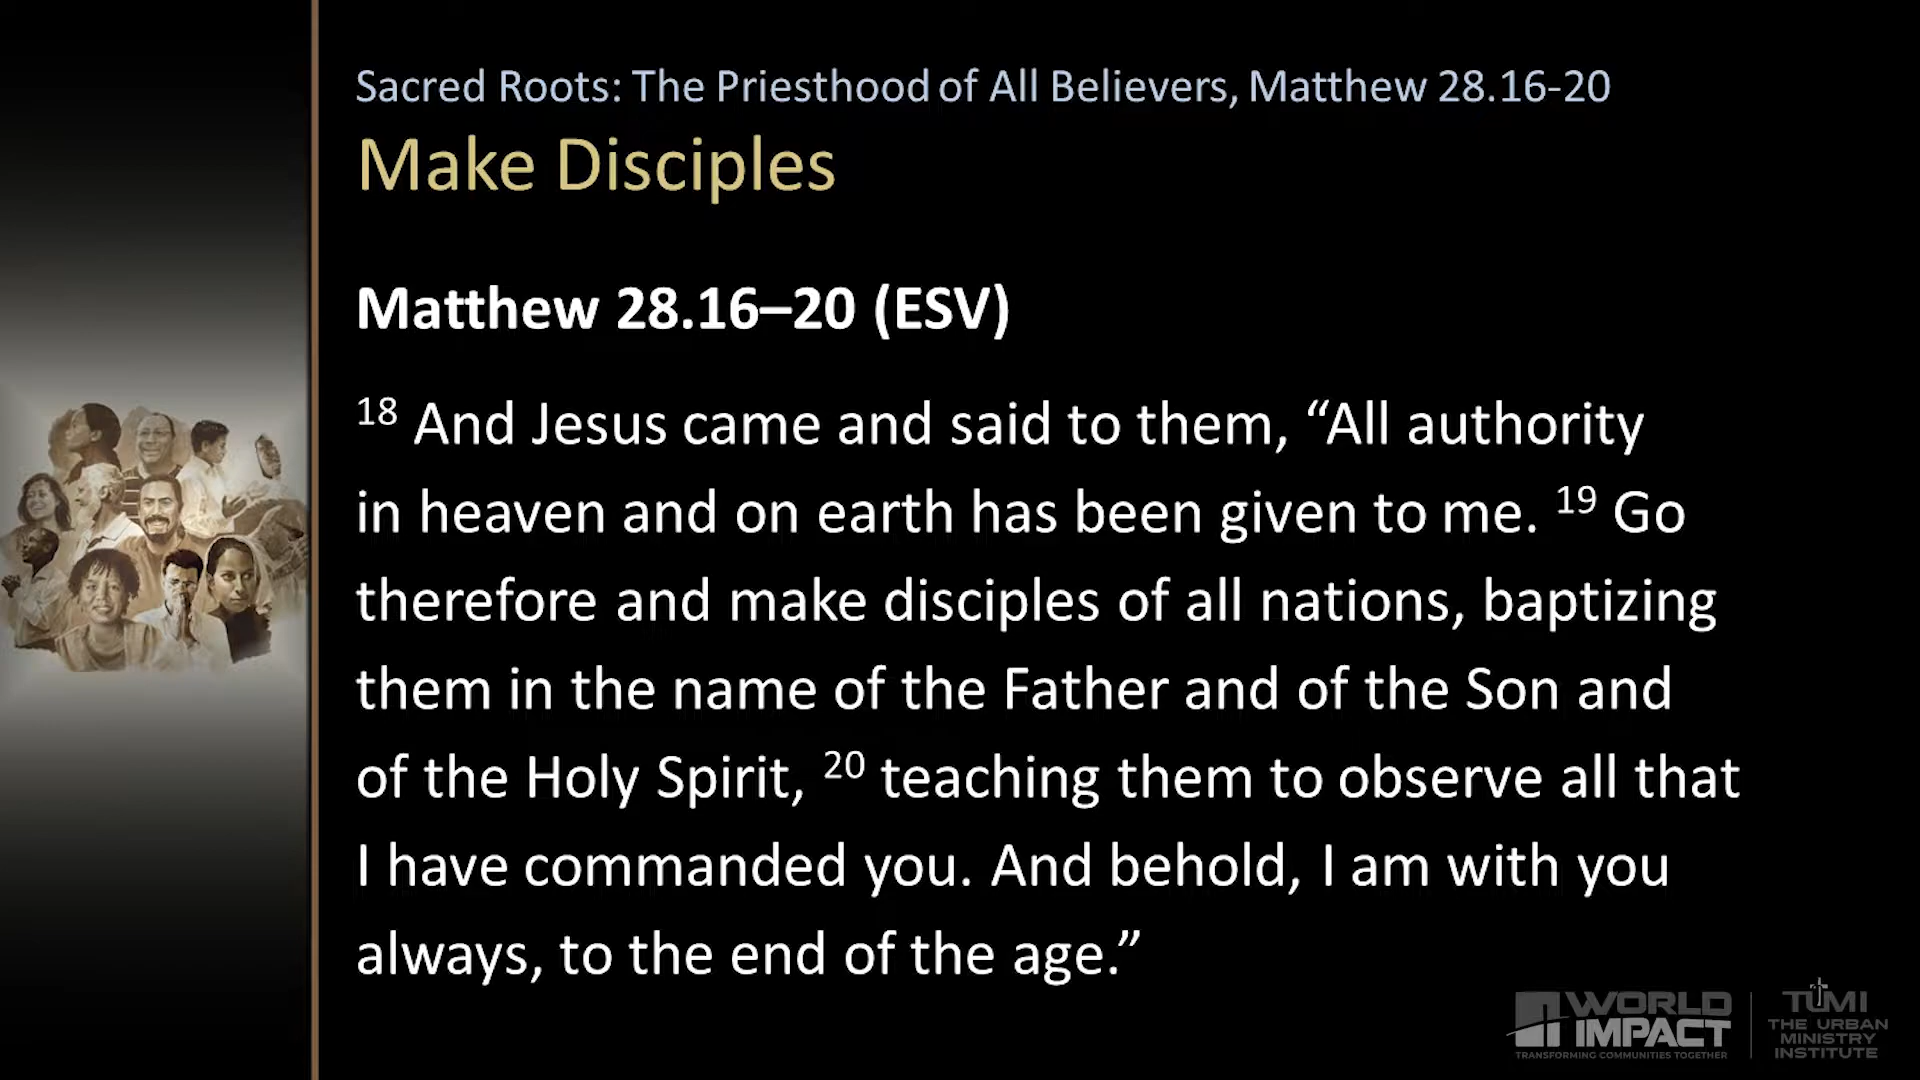 Sacred Roots: The Priesthood of All Believers, Matthew 28.16-20
Make Disciples
Matthew 28.16–20 (ESV)
18 And Jesus came and said to them, “All authority
in heaven and on earth has been given to me. 19 Go
therefore and make disciples of all nations, baptizing
them in the name of the Father and of the Son and
of the Holy Spirit, 20 teaching them to observe all that
I have commanded you. And behold, I am with you
always, to the end of the age.”
WORLD
IMPACT
TRANSFORMING COMMUNITIES TOGETHER
TUMI
THE URBAN
MINISTRY
INSTITUTE